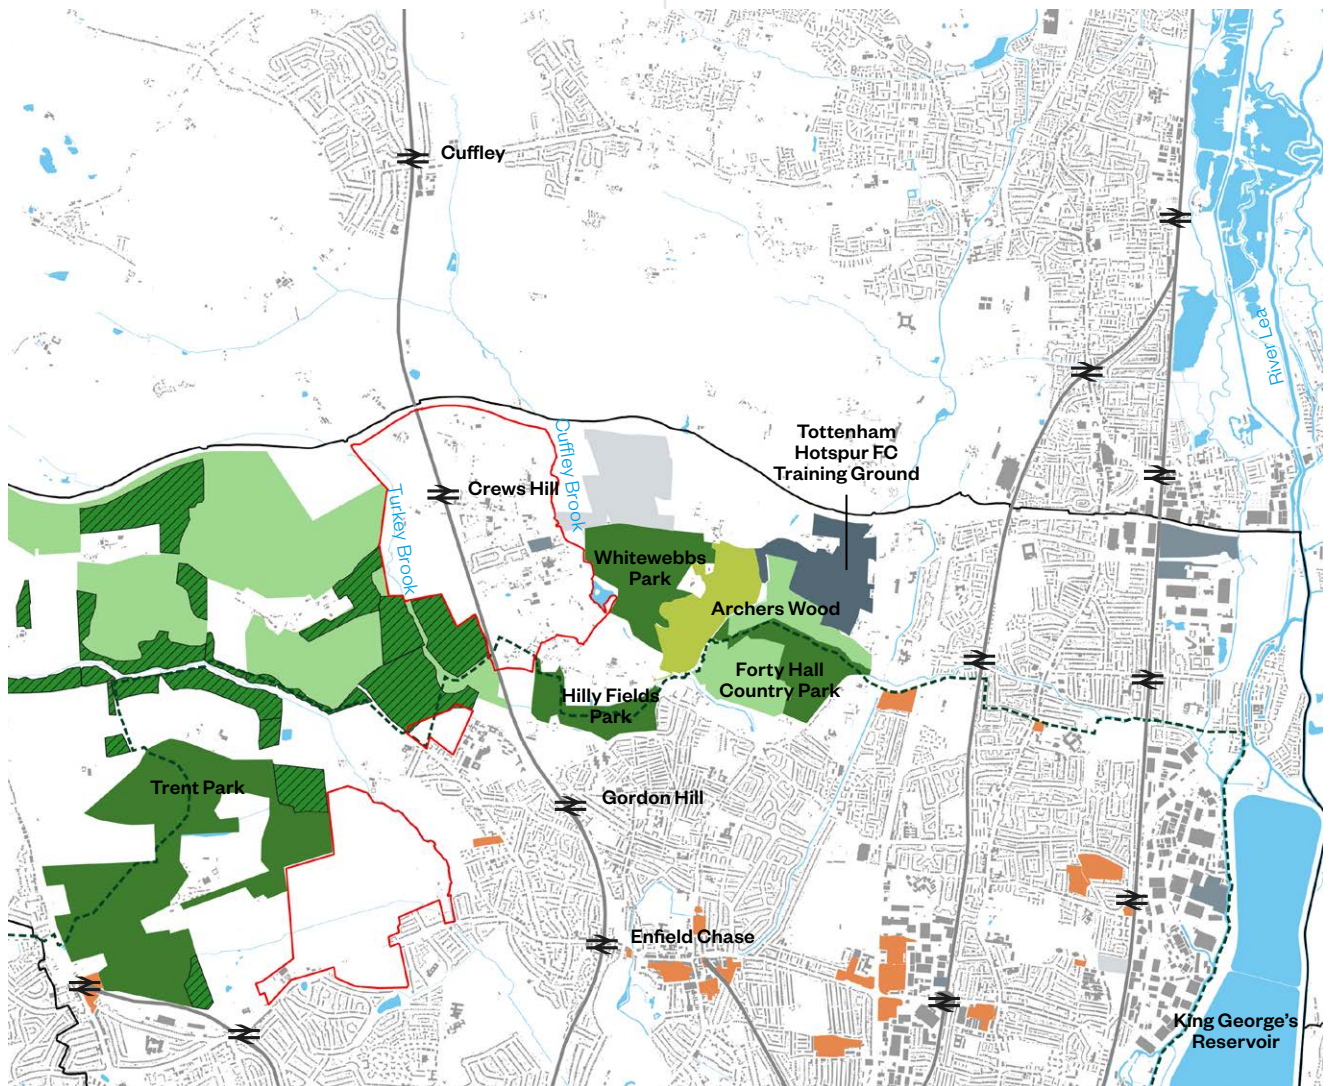 Cuffley
River Lea
Cuffley Brook
Tottenham
Hotspur FC
Training Ground
Crews Hill
Turkey Brook
Whitewebbs
Park
Archers Wood
Forty Hall
Country Park
Hilly Fields
Park
Trent Park
Gordon Hill
Enfield Chase
King George's
Reservoir